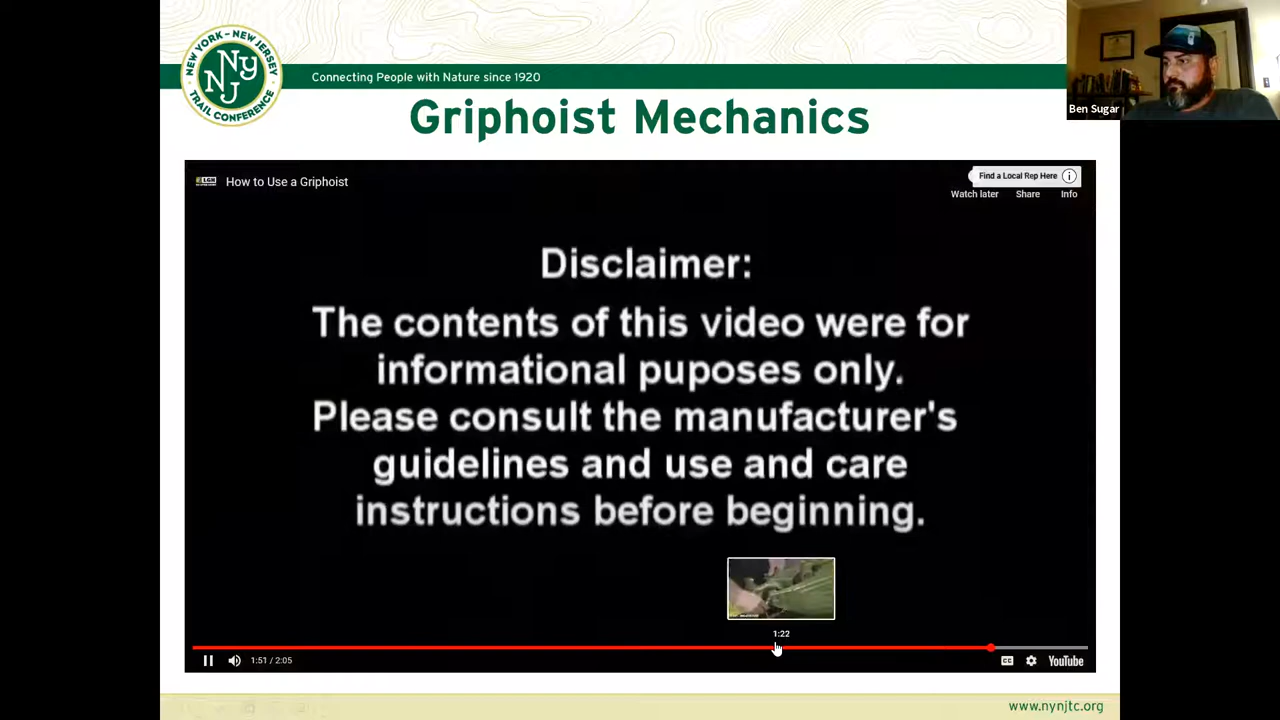 NEW YORK - NEW JERSEY
NY
NJ
TRAIL CONFERENCE
Connecting People with Nature since 1920
Griphoist Mechanics
Ben Sugar
LGH
How to Use a Griphoist
Find a Local Rep Here
Watch later Share Info
Disclaimer:
The contents of this video were for
informational puposes only.
Please consult the manufacturer's
guidelines and use and care
instructions before beginning.
1:22
1:51 / 2:05
CC
YouTube
www.nynjtc.org